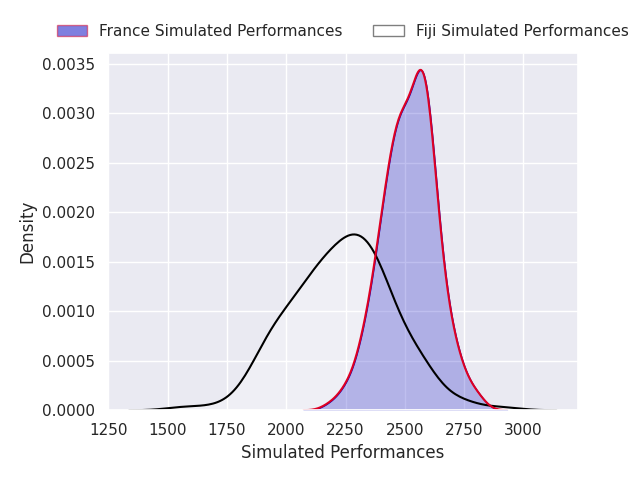 France Simulated Performances
Fiji Simulated Performances
0.0035
0.0030
0.0025
0.0020
0.0015
0.0010
0.0005
0.0000
Density
1250 1500 1750 2000 2250 2500 2750 3000
Simulated Performances